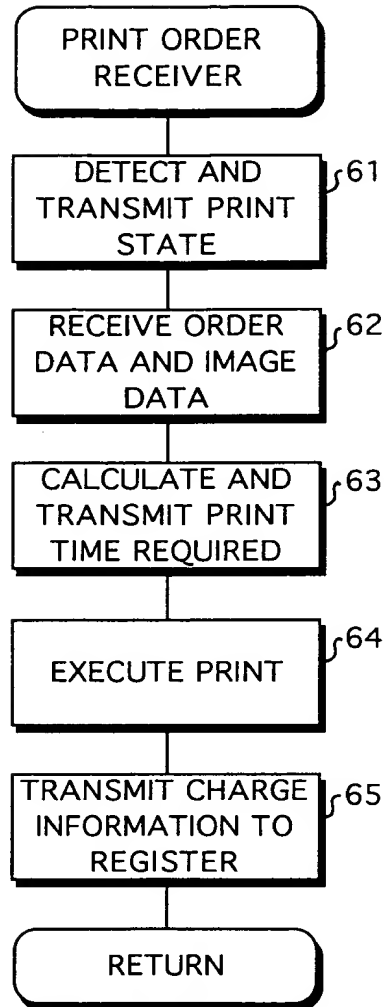 PRINT ORDER
RECEIVER
61
DETECT AND
TRANSMIT PRINT
STATE
62
RECEIVE ORDER
DATA AND IMAGE
DATA
63
CALCULATE AND
TRANSMIT PRINT
TIME REQUIRED
64
EXECUTE PRINT
65
TRANSMIT CHARGE
INFORMATION TO
REGISTER
RETURN